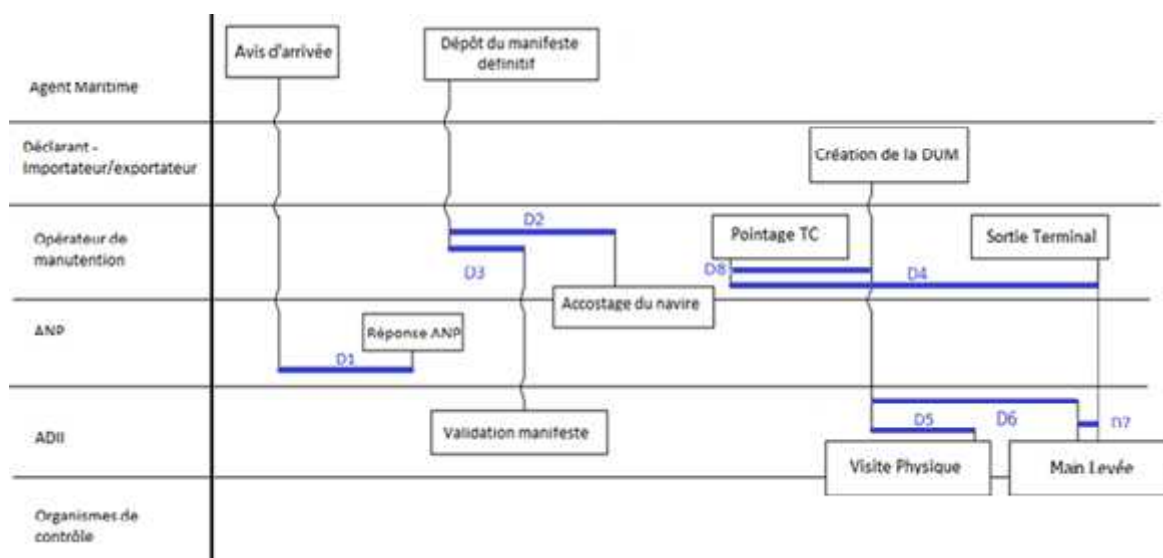 Avis d'arrivée
Dépôt du manifeste
définitif
Agent Maritime
Déclarant -
Importateur/exportateur
Création de la DUM
Opérateur de
manutention
D2
D3
Pointage TC
Sortie Terminal
D8
D4
Accostage du navire
ANP
Réponse ANP
D1
ADII
Validation manifeste
D5
D6
D7
Visite Physique
Main Levée
Organismes de
contrôle